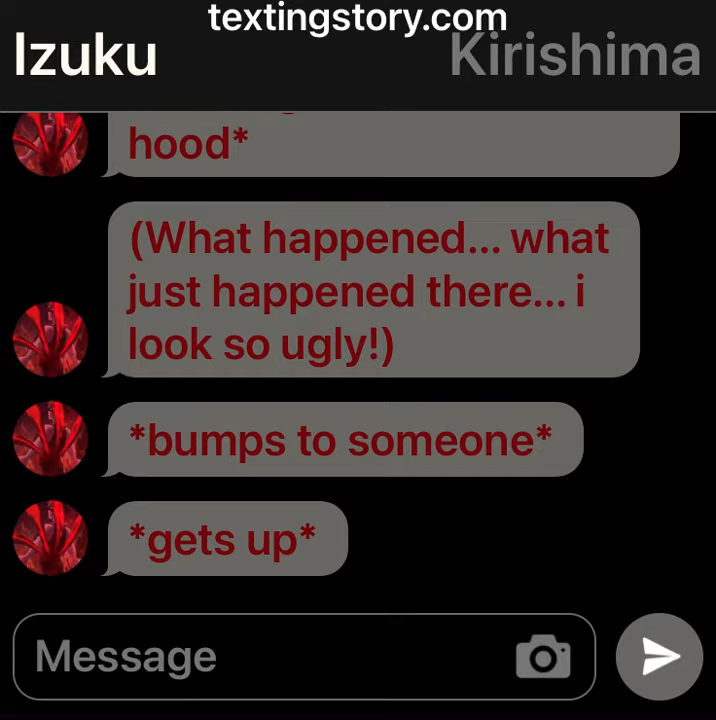 textingstory.com
Izuku Kirishima
hood*
(What happened... what
just happened there... i
look so ugly!)
*bumps to someone*
*gets up*
Message